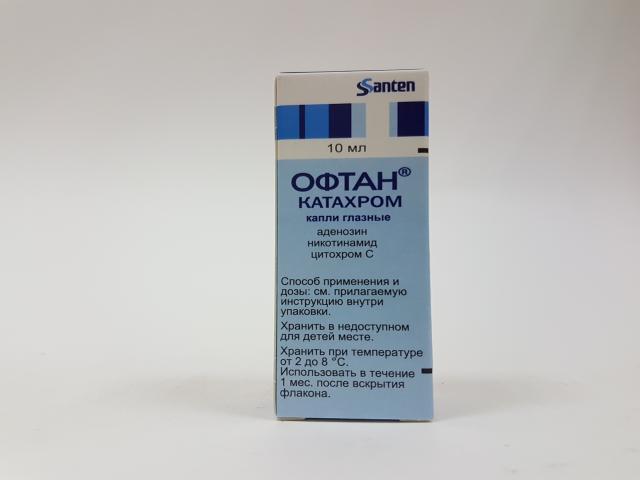 Santen
10 мл
ОФТАН®
КАТАХРОМ
капли глазные
аденозин
никотинамид
цитохром С
Способ применения и
дозы: см. прилагаемую
инструкцию внутри
упаковки.
Хранить в недоступном
для детей месте.
Хранить при температуре
от 2 до 8 °С.
Использовать в течение
1 мес. после вскрытия
флакона.